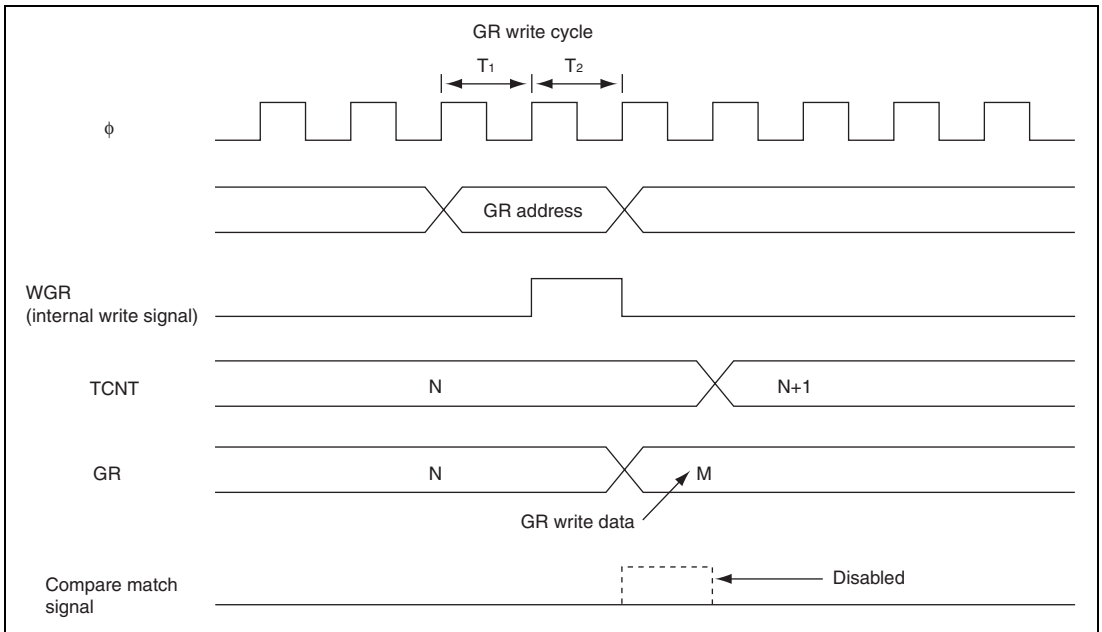 GR write cycle
T1 T2
ϕ
GR address
WGR
(internal write signal)
TCNT N N+1
GR N M
GR write data
Compare match
signal
Disabled